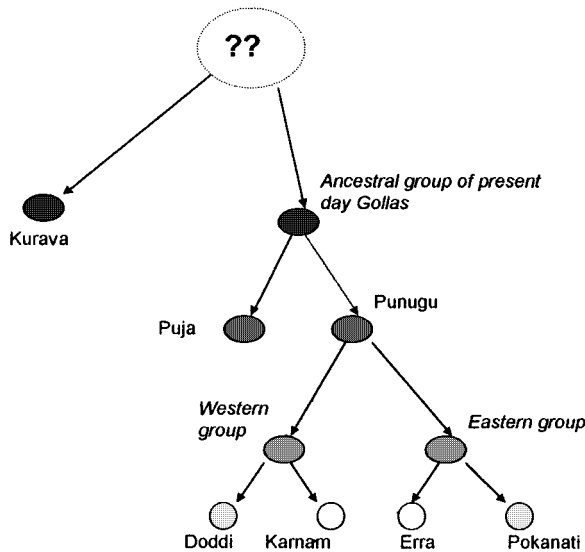 ??
Ancestral group of present
day Gollas
Kurava
Punugu
Puja
Western
group
Eastern group
Doddi
Karnam
Erra
Pokanati